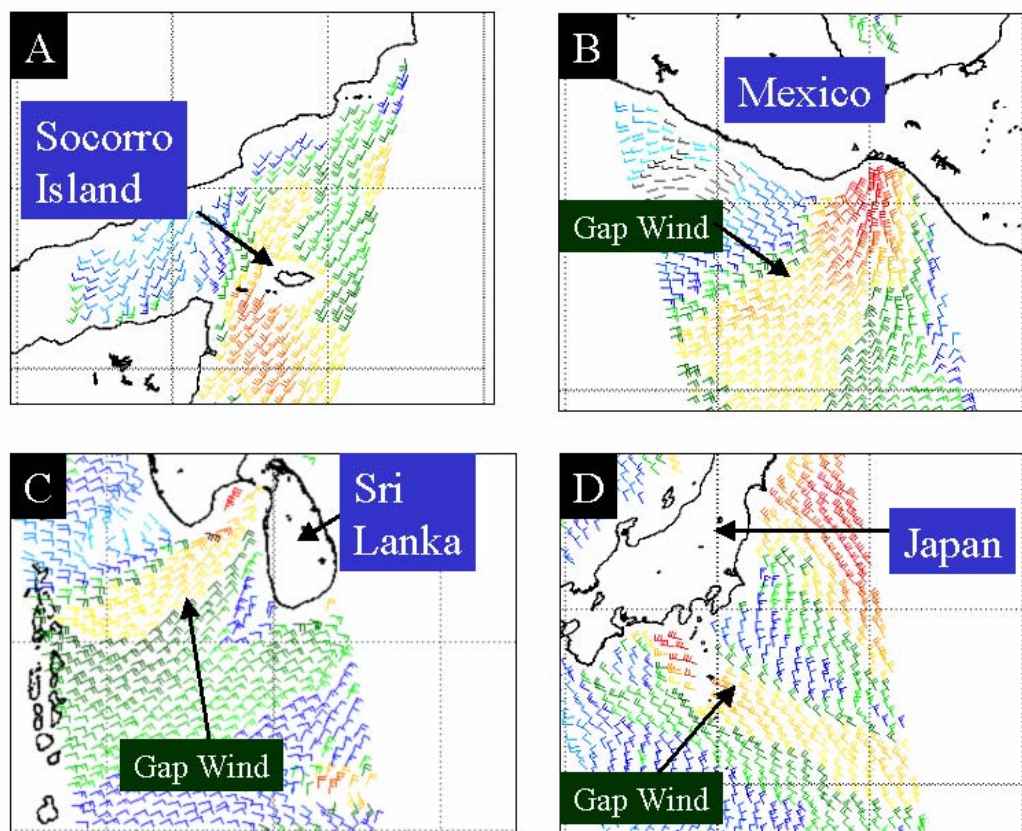 A
Socorro
Island
B
Mexico
Gap Wind
C
Sri
Lanka
Gap Wind
D
Japan
Gap Wind